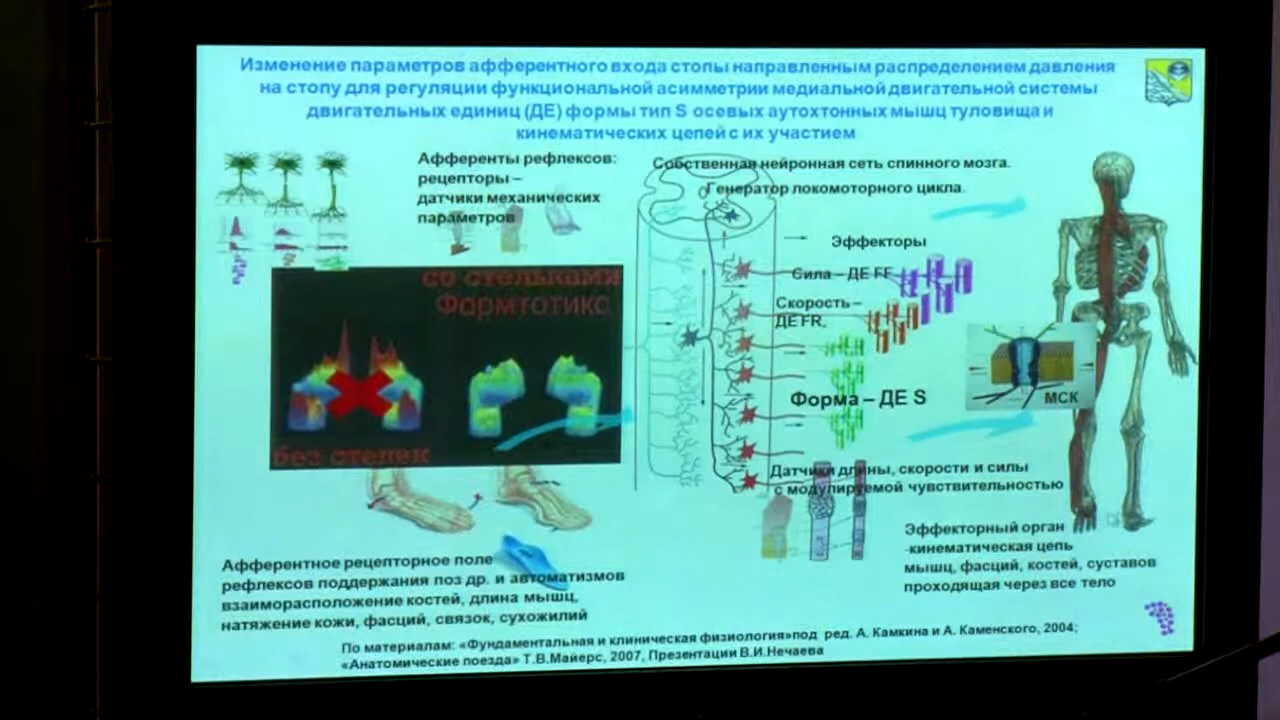 Изменение параметров афферентного входа стопы направленным распределением давления
на стопу для регуляции функциональной асимметрии медиальной двигательной системы
двигательных единиц (ДЕ) формы тип S осевых аутохтонных мышц туловища и
кинематических цепей с их участием
Афференты рефлексов:
рецепторы –
датчики механических
параметров
Собственная нейронная сеть спинного мозга.
Генератор локомоторного цикла.
Эффекторы
Сила – ДЕ FF
Скорость –
ДЕ FR,
Форма – ДЕ S
МСК
со стельками
Формтотикс
без стелек
Датчики длины, скорости и силы
с модулируемой чувствительностью
Эффекторный орган
-кинематическая цепь
мышц, фасций, костей, суставов
проходящая через все тело
Афферентное рецепторное поле
рефлексов поддержания поз др. и автоматизмов
взаиморасположение костей, длина мышц,
натяжение кожи, фасций, связок, сухожилий
По материалам: «Фундаментальная и клиническая физиология»под ред. А. Камкина и А. Каменского, 2004;
«Анатомические поезда» Т.В.Майерс, 2007, Презентации В.И.Нечаева